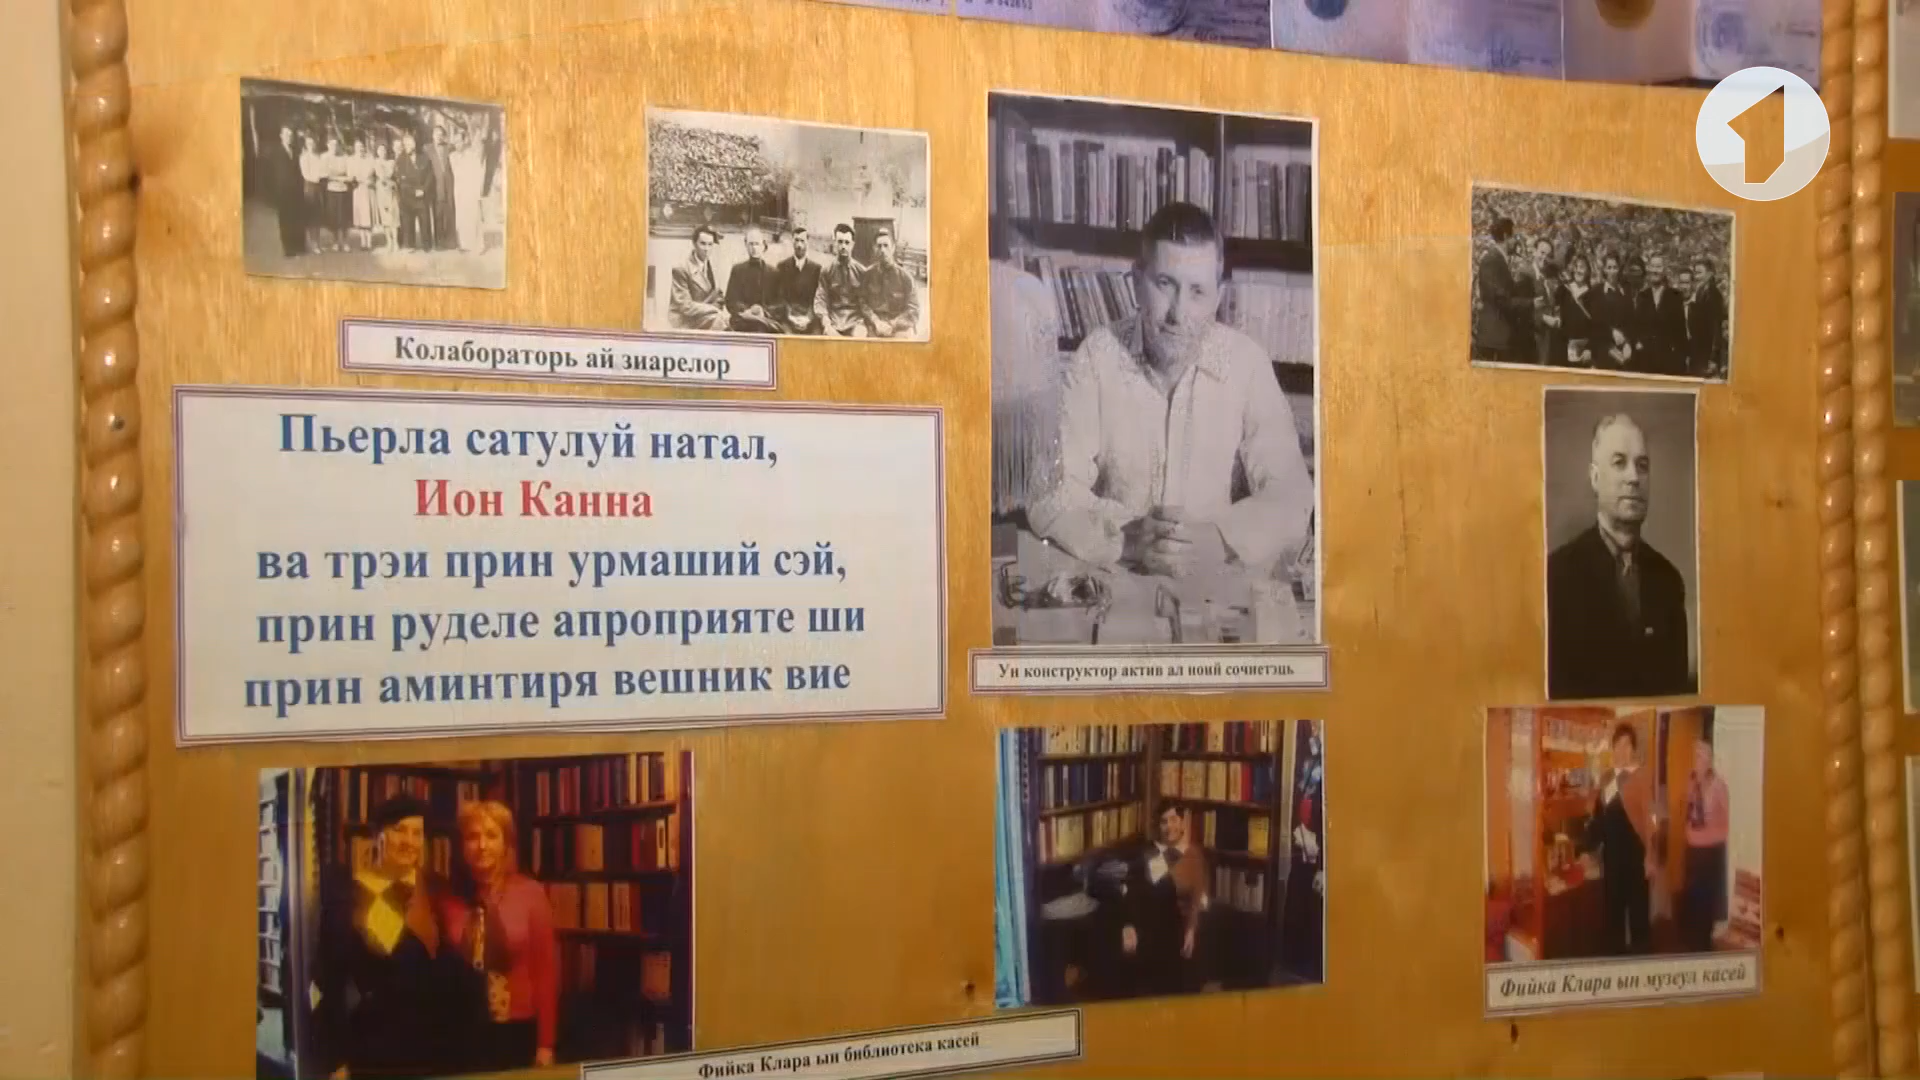 Колабораторь ай зиарелор
Пьерла сатулуй натал,
Ион Канна
ва трэи прин урмаший сэй,
прин руделе апроприяте ши
прин аминтиря вешник вие
Ун конструктор актив ал ноий сочиетэць
Фийка Клара ын музеул касей
Фийка Клара ын библиотека касей